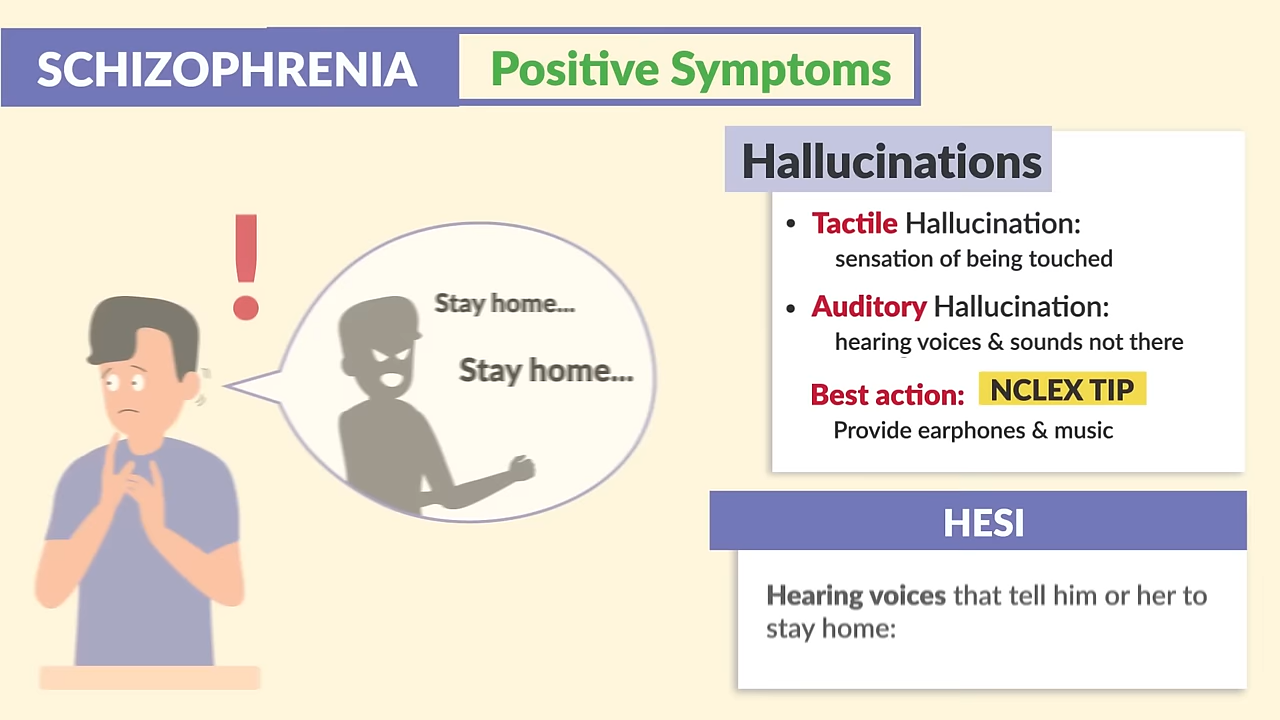 SCHIZOPHRENIA
Positive Symptoms
Hallucinations
• Tactile Hallucination:
sensation of being touched
• Auditory Hallucination:
hearing voices & sounds not there
Best action: NCLEX TIP
Provide earphones & music
Stay home...
Stay home...
HESI
Hearing voices that tell him or her to
stay home: